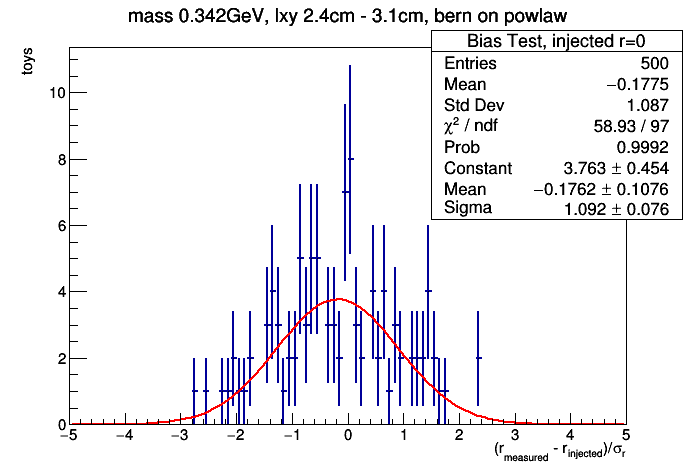 mass 0.342GeV, lxy 2.4cm - 3.1cm, bern on powlaw
Bias Test, injected r=0
Entries 500
Mean −0.1775
Std Dev 1.087
χ² / ndf 58.93 / 97
Prob 0.9992
Constant 3.763 ± 0.454
Mean −0.1762 ± 0.1076
Sigma 1.092 ± 0.076
toys
10
8
6
4
2
0
−5 −4 −3 −2 −1 0 1 2 3 4 5
(r_measured - r_injected)/σ_r